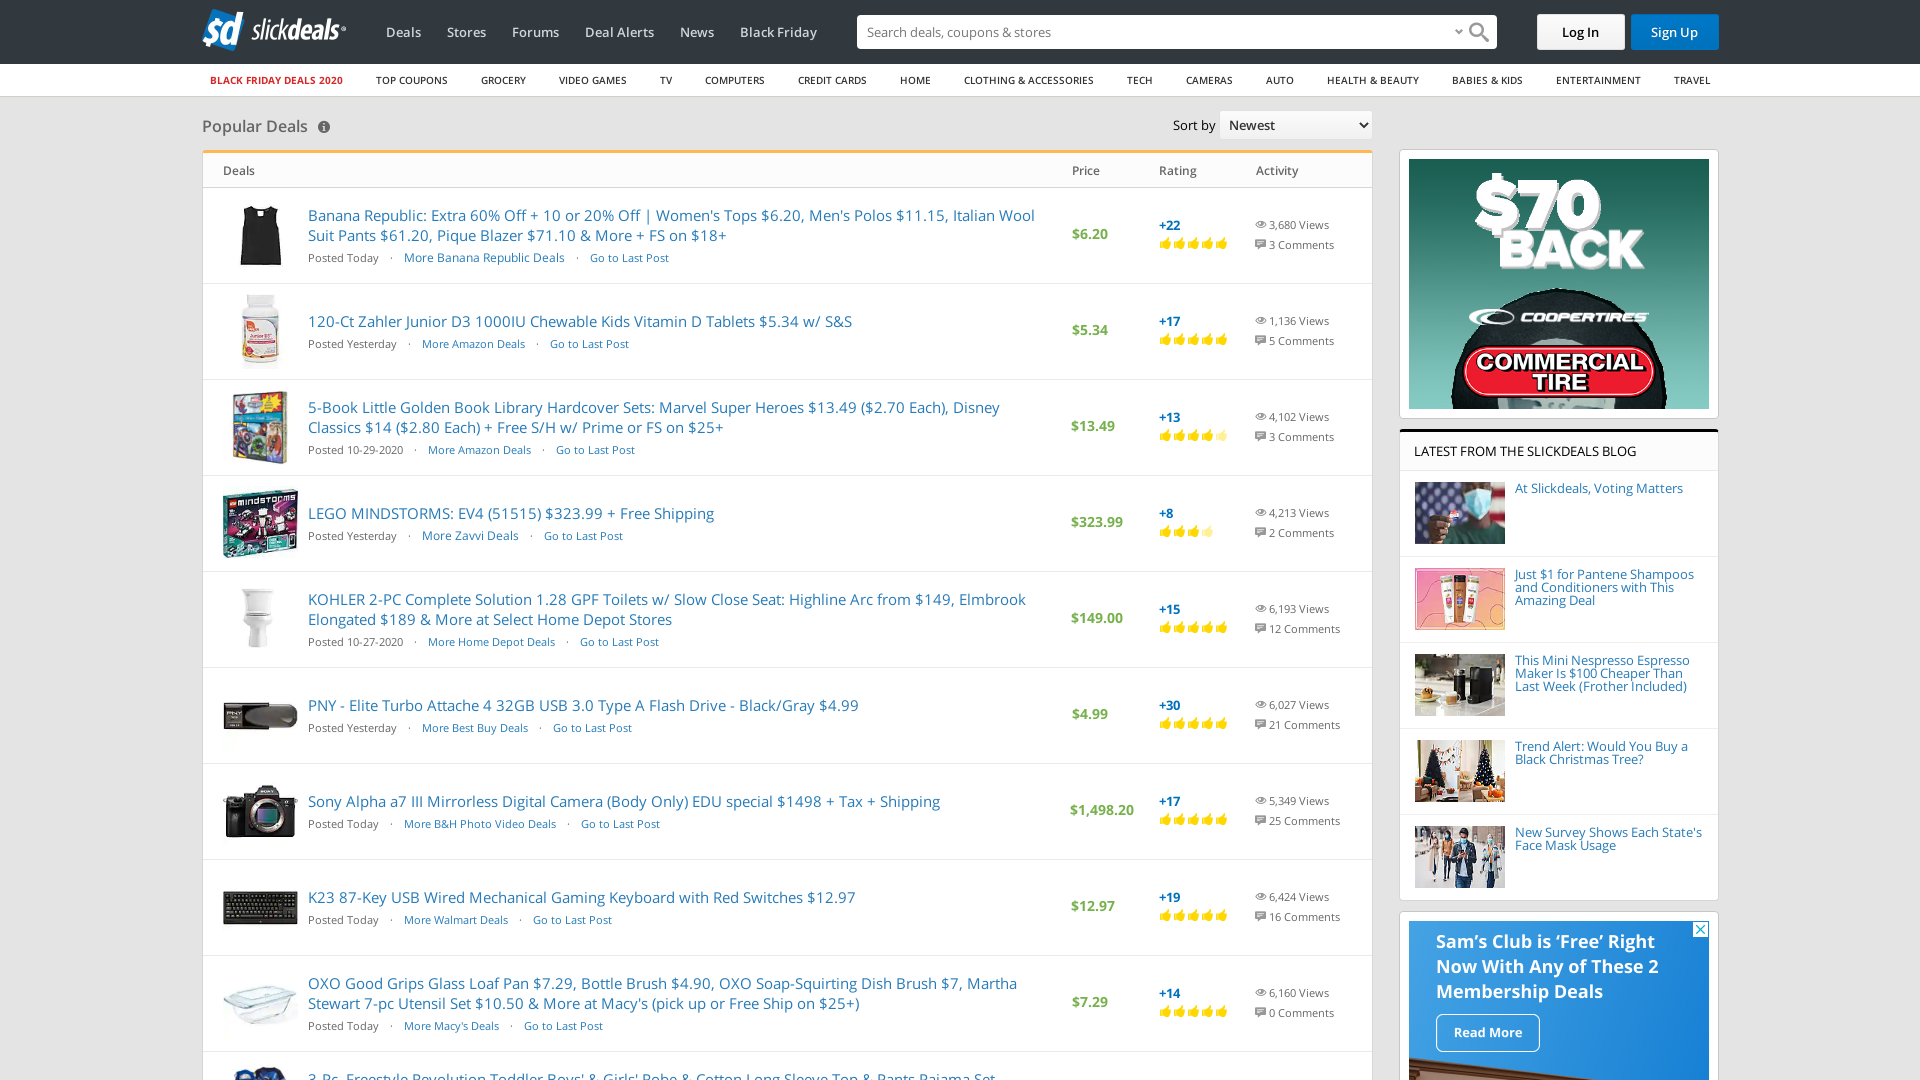 sd slickdeals®
Deals Stores Forums Deal Alerts News Black Friday
Search deals, coupons & stores
Log In
Sign Up
BLACK FRIDAY DEALS 2020 TOP COUPONS GROCERY VIDEO GAMES TV COMPUTERS CREDIT CARDS HOME CLOTHING & ACCESSORIES TECH CAMERAS AUTO HEALTH & BEAUTY BABIES & KIDS ENTERTAINMENT TRAVEL
Popular Deals
Sort by Newest
Deals Price Rating Activity
Banana Republic: Extra 60% Off + 10 or 20% Off | Women's Tops $6.20, Men's Polos $11.15, Italian Wool
Suit Pants $61.20, Pique Blazer $71.10 & More + FS on $18+
Posted Today · More Banana Republic Deals · Go to Last Post
$6.20
+22
3,680 Views
3 Comments
120-Ct Zahler Junior D3 1000IU Chewable Kids Vitamin D Tablets $5.34 w/ S&S
Posted Yesterday · More Amazon Deals · Go to Last Post
$5.34
+17
1,136 Views
5 Comments
5-Book Little Golden Book Library Hardcover Sets: Marvel Super Heroes $13.49 ($2.70 Each), Disney
Classics $14 ($2.80 Each) + Free S/H w/ Prime or FS on $25+
Posted 10-29-2020 · More Amazon Deals · Go to Last Post
$13.49
+13
4,102 Views
3 Comments
MINDSTORMS
LEGO MINDSTORMS: EV4 (51515) $323.99 + Free Shipping
Posted Yesterday · More Zavvi Deals · Go to Last Post
$323.99
+8
4,213 Views
2 Comments
KOHLER 2-PC Complete Solution 1.28 GPF Toilets w/ Slow Close Seat: Highline Arc from $149, Elmbrook
Elongated $189 & More at Select Home Depot Stores
Posted 10-27-2020 · More Home Depot Deals · Go to Last Post
$149.00
+15
6,193 Views
12 Comments
PNY
PNY - Elite Turbo Attache 4 32GB USB 3.0 Type A Flash Drive - Black/Gray $4.99
Posted Yesterday · More Best Buy Deals · Go to Last Post
$4.99
+30
6,027 Views
21 Comments
SONY
Sony Alpha a7 III Mirrorless Digital Camera (Body Only) EDU special $1498 + Tax + Shipping
Posted Today · More B&H Photo Video Deals · Go to Last Post
$1,498.20
+17
5,349 Views
25 Comments
K23 87-Key USB Wired Mechanical Gaming Keyboard with Red Switches $12.97
Posted Today · More Walmart Deals · Go to Last Post
$12.97
+19
6,424 Views
16 Comments
OXO Good Grips Glass Loaf Pan $7.29, Bottle Brush $4.90, OXO Soap-Squirting Dish Brush $7, Martha
Stewart 7-pc Utensil Set $10.50 & More at Macy's (pick up or Free Ship on $25+)
Posted Today · More Macy's Deals · Go to Last Post
$7.29
+14
6,160 Views
0 Comments
3-Pc. Freestyle Revolution Toddler Boys' & Girls' Robe & Cotton Long Sleeve Top & Pants Pajama Set
$70
BACK
COOPERTIRES
COMMERCIAL
TIRE
LATEST FROM THE SLICKDEALS BLOG
At Slickdeals, Voting Matters
Just $1 for Pantene Shampoos
and Conditioners with This
Amazing Deal
This Mini Nespresso Espresso
Maker Is $100 Cheaper Than
Last Week (Frother Included)
Trend Alert: Would You Buy a
Black Christmas Tree?
New Survey Shows Each State's
Face Mask Usage
Sam's Club is 'Free' Right
Now With Any of These 2
Membership Deals
Read More